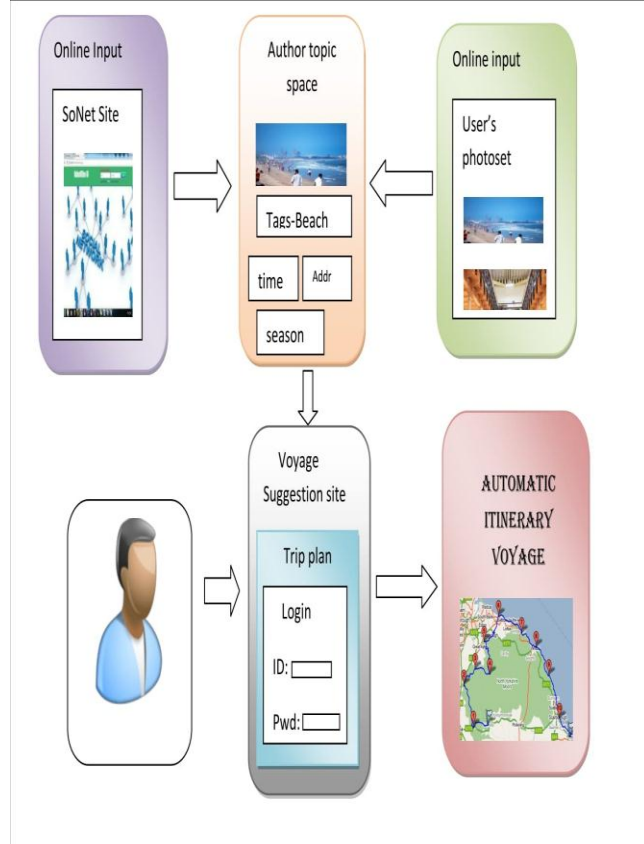 Online Input
SoNet Site
Author topic
space
Tags-Beach
time
Addr
season
Online input
User's
photoset
Voyage
Suggestion site
Trip plan
Login
ID:
Pwd:
AUTOMATIC
ITINERARY
VOYAGE